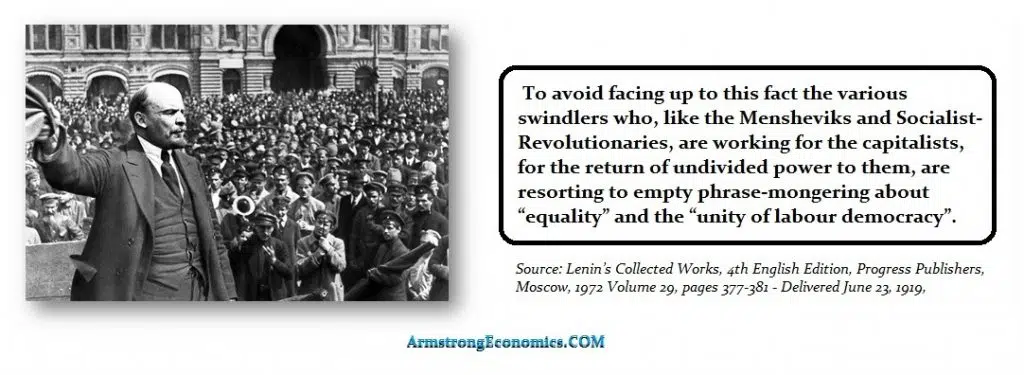 To avoid facing up to this fact the various
swindlers who, like the Mensheviks and Socialist-
Revolutionaries, are working for the capitalists,
for the return of undivided power to them, are
resorting to empty phrase-mongering about
“equality” and the “unity of labour democracy”.
Source: Lenin’s Collected Works, 4th English Edition, Progress Publishers,
Moscow, 1972 Volume 29, pages 377-381 - Delivered June 23, 1919,
ArmstrongEconomics.COM